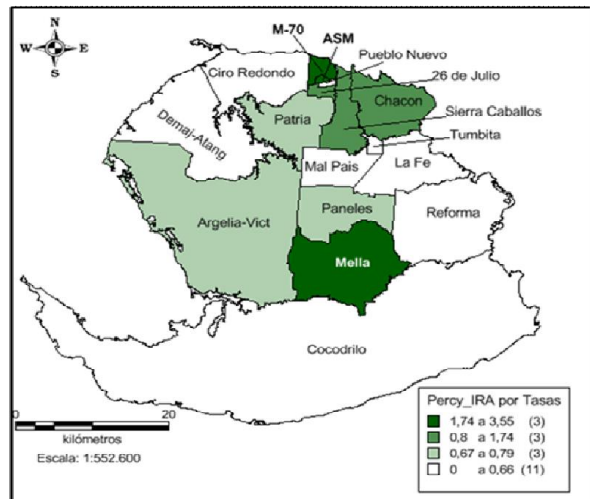 N
W E
S
M-70
ASM
Pueblo Nuevo
Ciro Redondo
26 de Julio
Chacon
Demaj-Atang
Patria
Sierra Caballos
Tumbita
Mal Pais
La Fe
Argelia-Vict
Paneles
Reforma
Mella
Cocodrilo
0 20
kilómetros
Escala: 1:552.600
Percy_IRA por Tasas
1,74 a 3,55 (3)
0,8 a 1,74 (3)
0,67 a 0,79 (3)
0 a 0,66 (11)